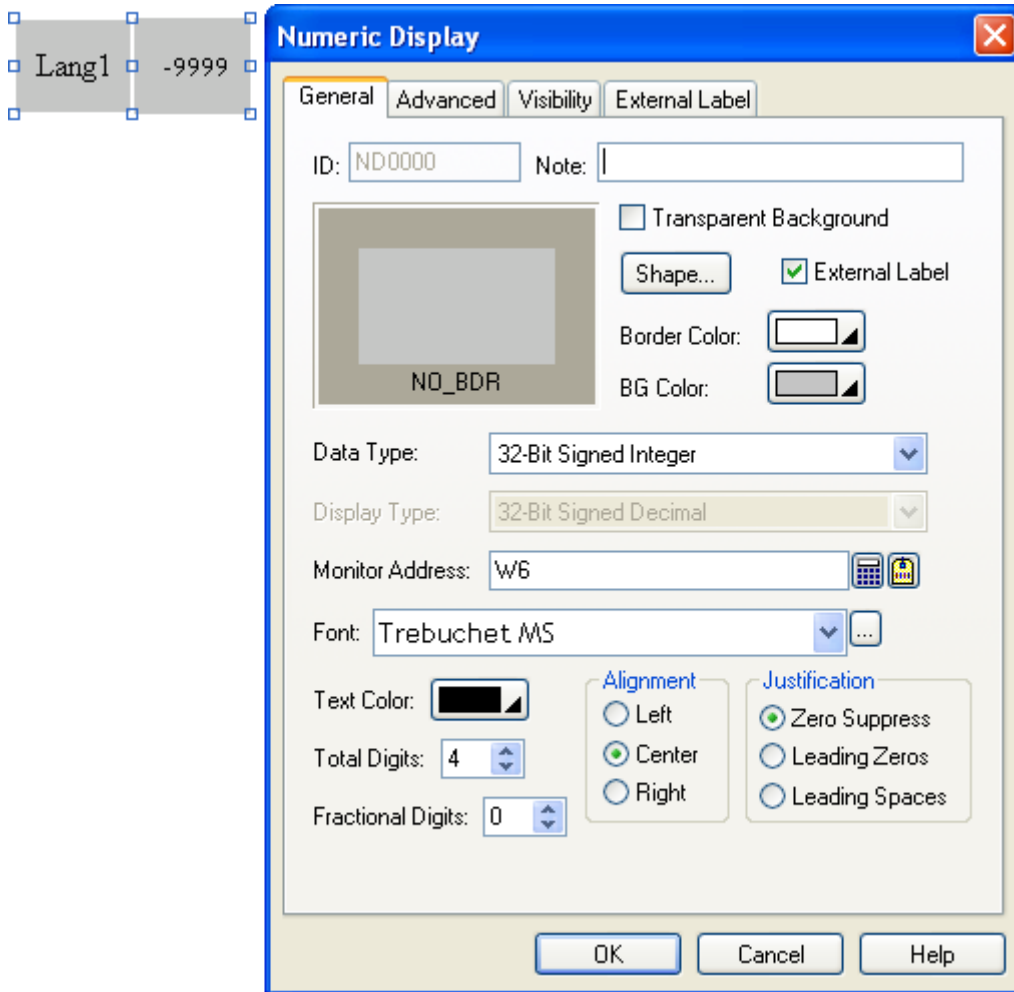 Lang1 -9999
Numeric Display
General Advanced Visibility External Label
ID: ND0000 Note:
Transparent Background
Shape... External Label
Border Color:
NO_BDR
BG Color:
Data Type: 32-Bit Signed Integer
Display Type: 32-Bit Signed Decimal
Monitor Address: W6
Font: Trebuchet MS ...
Text Color:
Total Digits: 4
Fractional Digits: 0
Alignment
Left
Center
Right
Justification
Zero Suppress
Leading Zeros
Leading Spaces
OK Cancel Help